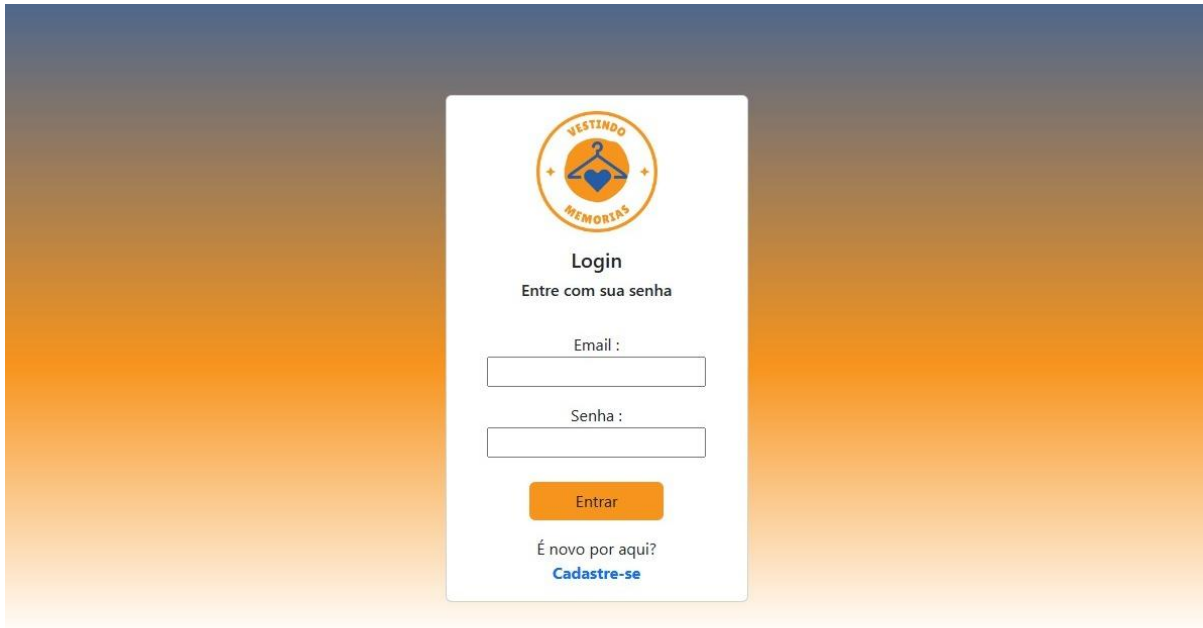 VESTINDO
MEMORIAS
Login
Entre com sua senha
Email :
Senha :
Entrar
É novo por aqui?
Cadastre-se